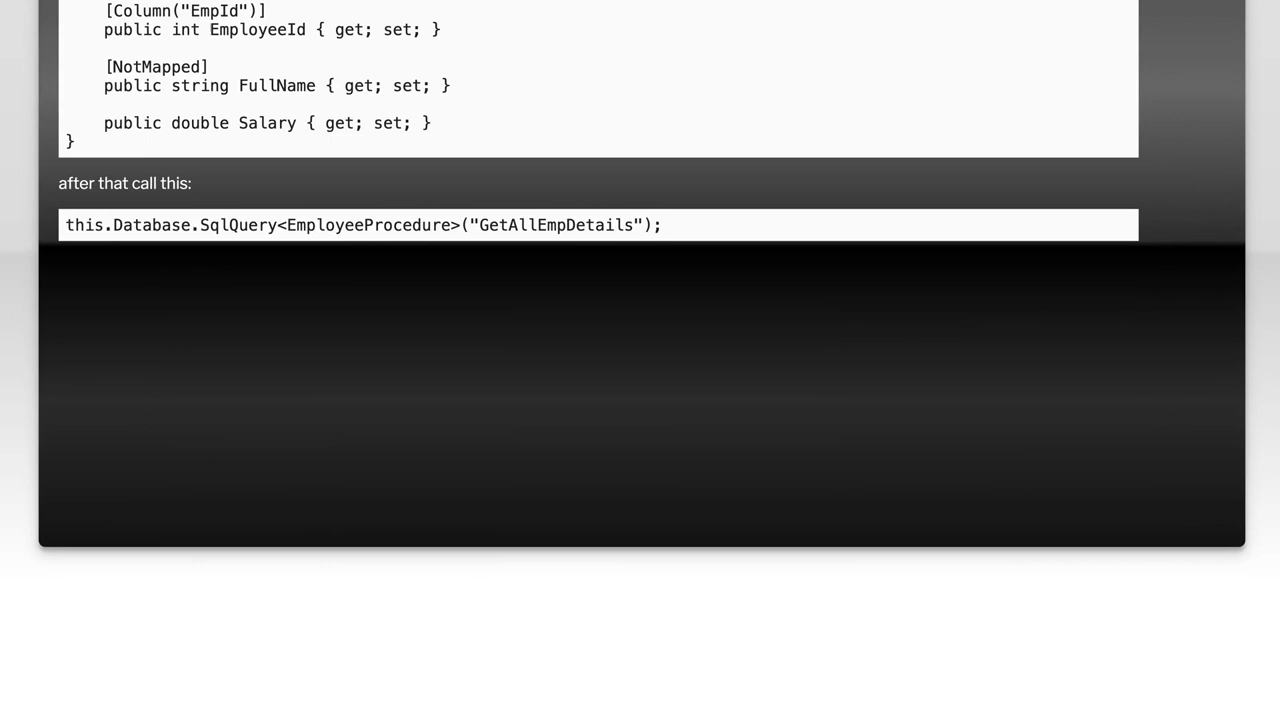 [Column("EmpId")]
public int EmployeeId { get; set; }
[NotMapped]
public string FullName { get; set; }
public double Salary { get; set; }
}
after that call this:
this.Database.SqlQuery<EmployeeProcedure>("GetAllEmpDetails");